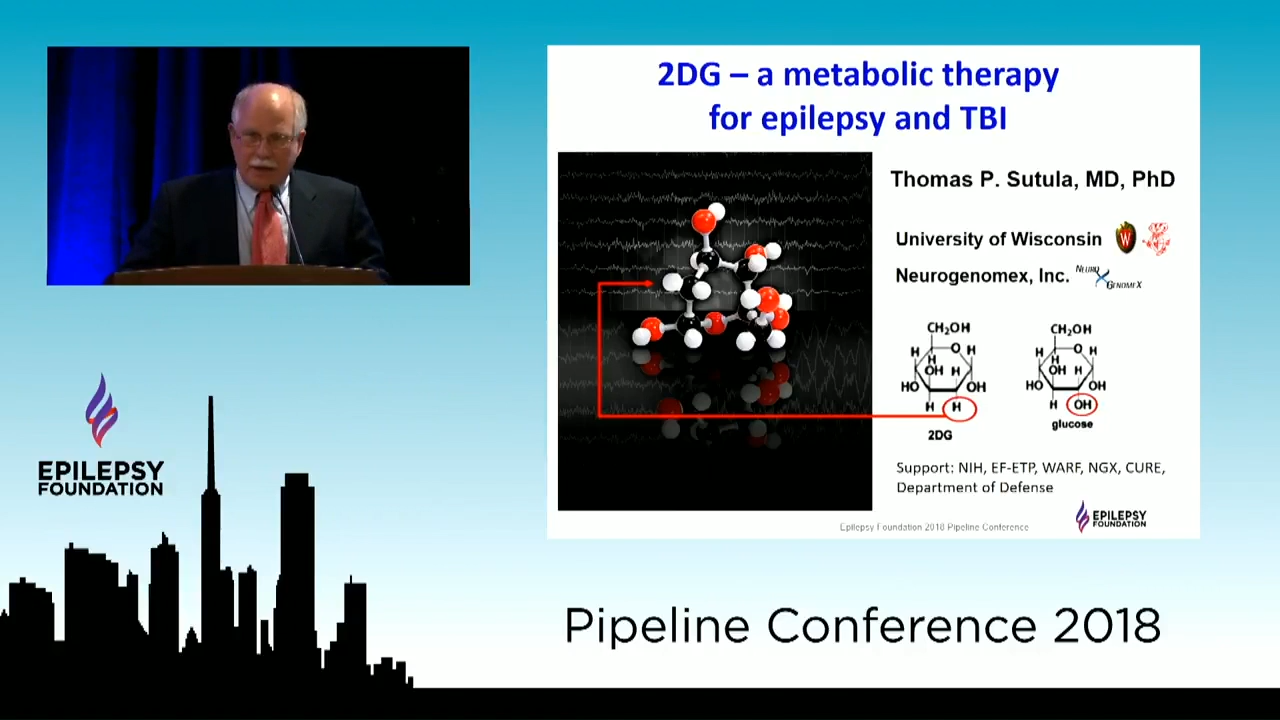 2DG – a metabolic therapy
for epilepsy and TBI
Thomas P. Sutula, MD, PhD
University of Wisconsin
W
Neurogenomex, Inc.
NEURO
GENOMEX
CH₂OH
O
H
H
H
OH
H
HO
OH
H
H
2DG
CH₂OH
O
H
H
H
OH
H
HO
OH
H
OH
glucose
Support: NIH, EF-ETP, WARF, NGX, CURE,
Department of Defense
Epilepsy Foundation 2018 Pipeline Conference
EPILEPSY
FOUNDATION
EPILEPSY
FOUNDATION
Pipeline Conference 2018